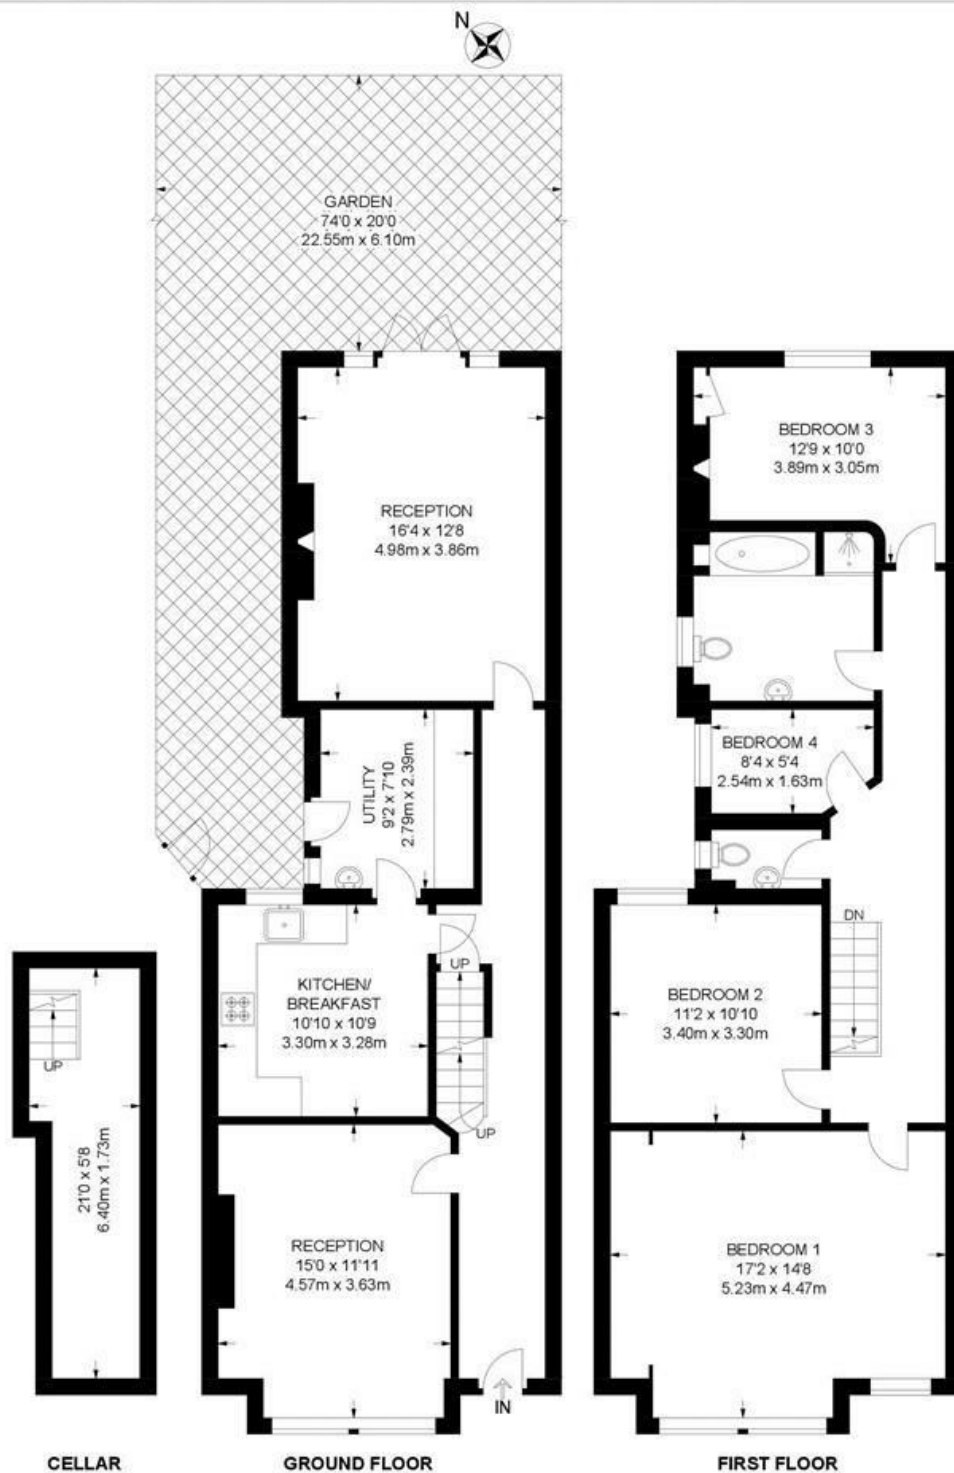 N
GARDEN
74'0 x 20'0
22.55m x 6.10m
RECEPTION
16'4 x 12'8
4.98m x 3.86m
UTILITY
9'2 x 7'10
2.79m x 2.39m
KITCHEN/
BREAKFAST
10'10 x 10'9
3.30m x 3.28m
UP
UP
RECEPTION
15'0 x 11'11
4.57m x 3.63m
IN
BEDROOM 3
12'9 x 10'0
3.89m x 3.05m
BEDROOM 4
8'4 x 5'4
2.54m x 1.63m
DN
BEDROOM 2
11'2 x 10'10
3.40m x 3.30m
BEDROOM 1
17'2 x 14'8
5.23m x 4.47m
UP
21'0 x 5'8
6.40m x 1.73m
CELLAR
GROUND FLOOR
FIRST FLOOR